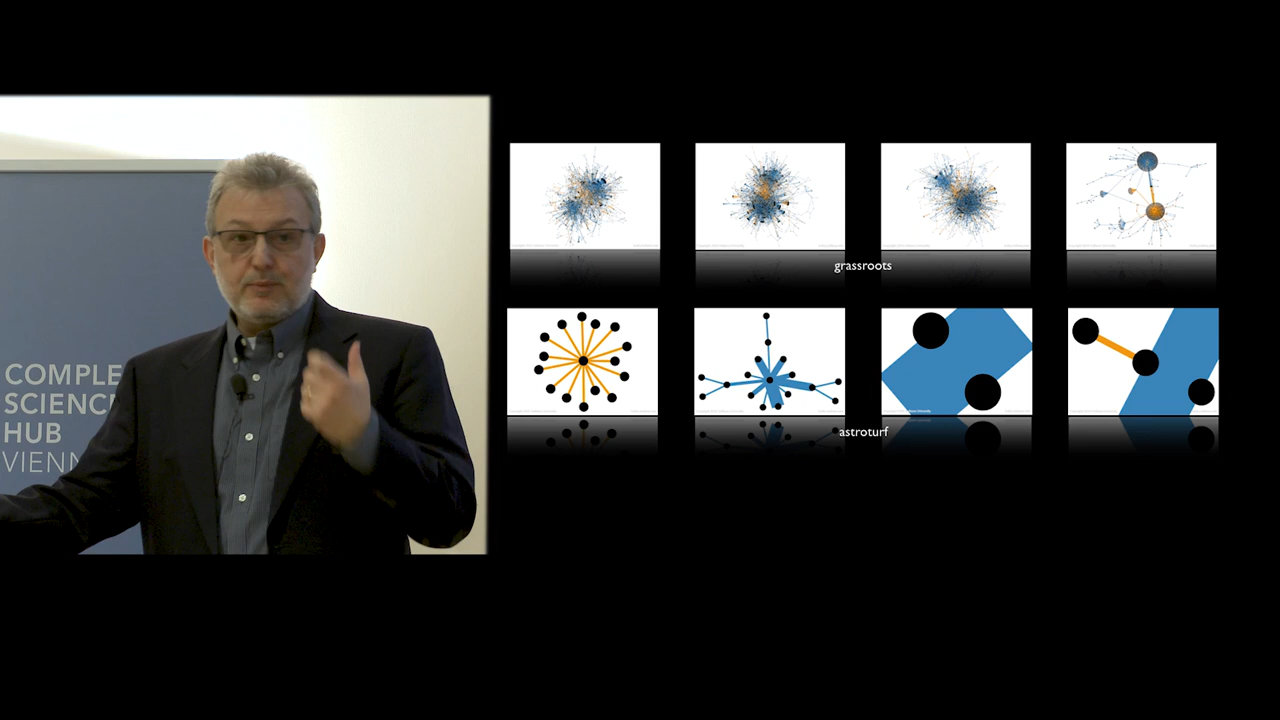 COMPLE
SCIENC
HUB
VIENN
grassroots
astroturf